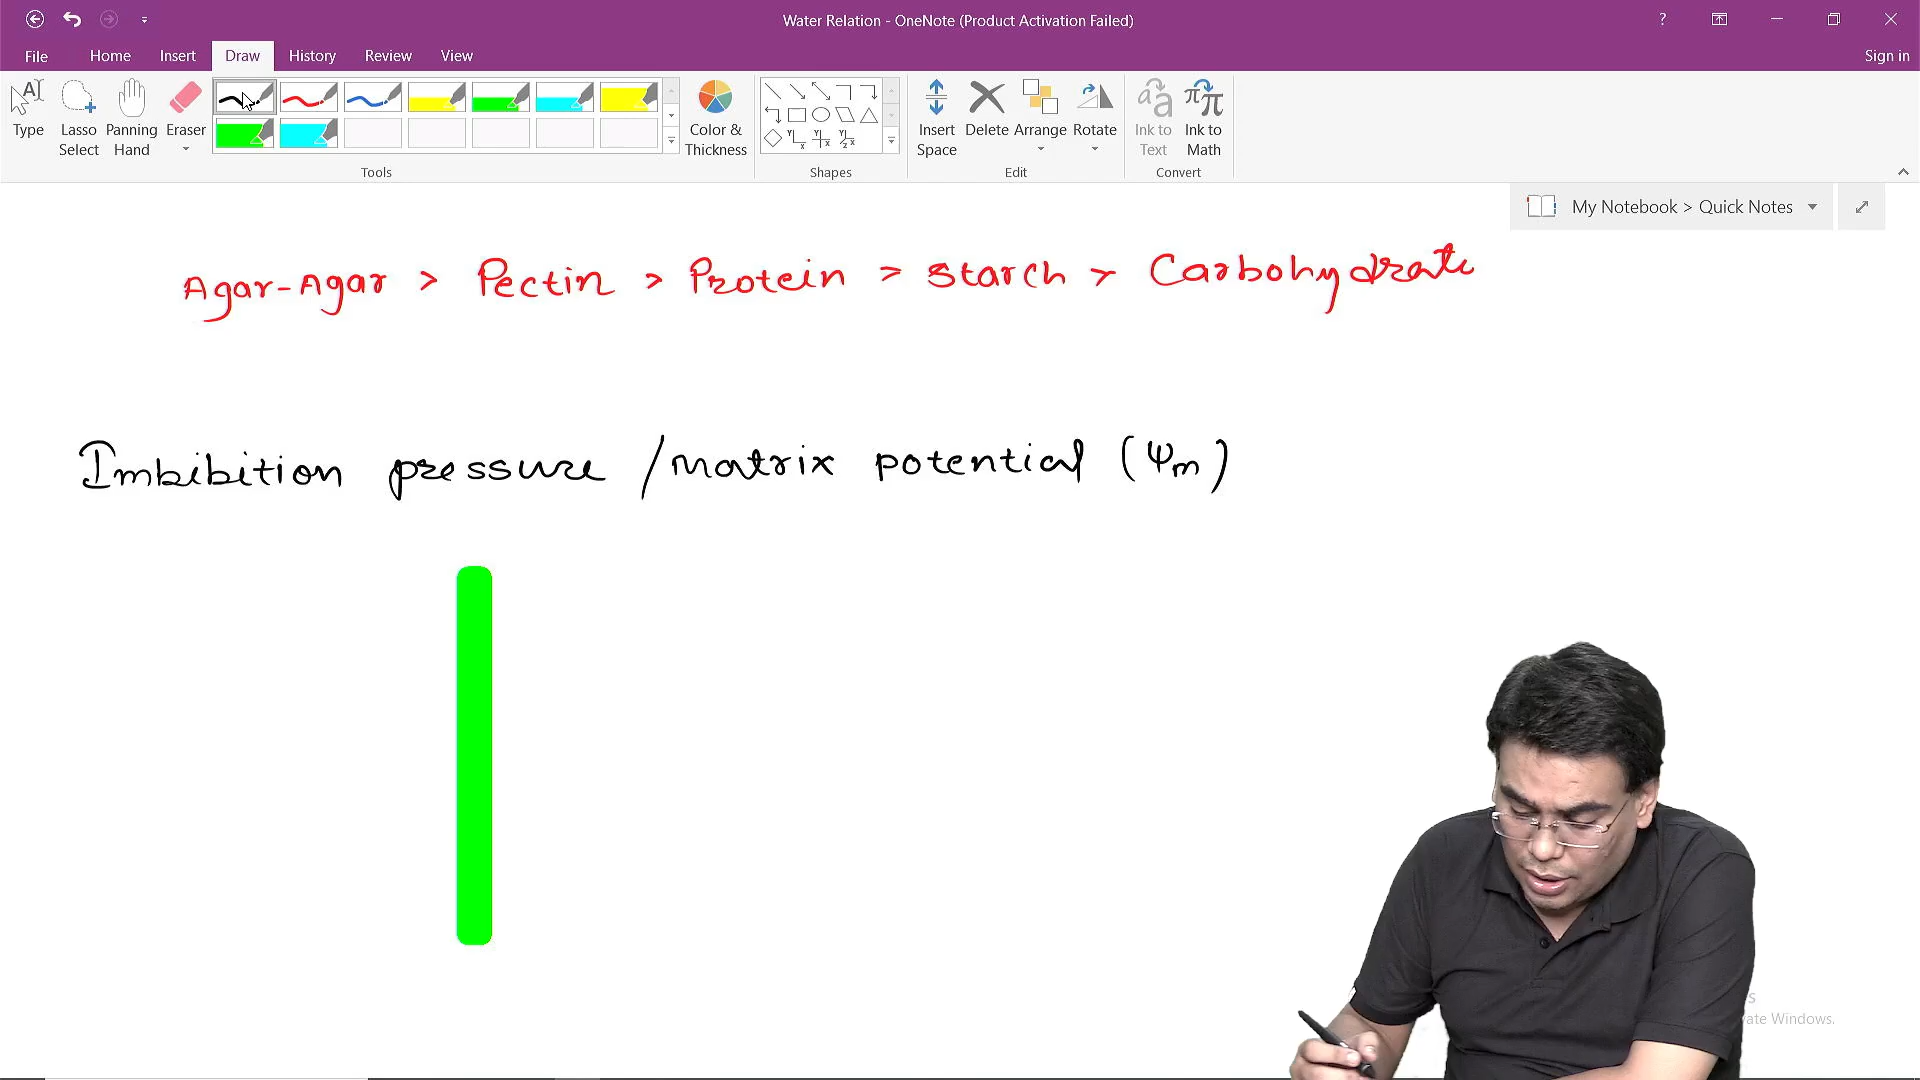 Water Relation - OneNote (Product Activation Failed)
?
File Home Insert Draw History Review View Sign in
Type
Lasso Select
Panning Hand
Eraser
Color & Thickness
Insert Space
Delete
Arrange
Rotate
Ink to Text
Ink to Math
Tools Shapes Edit Convert
My Notebook > Quick Notes
Agar-Agar > Pectin > Protein > Starch > Carbohydrate
Imbibition pressure /matrix potential (Ψm)
ate Windows.